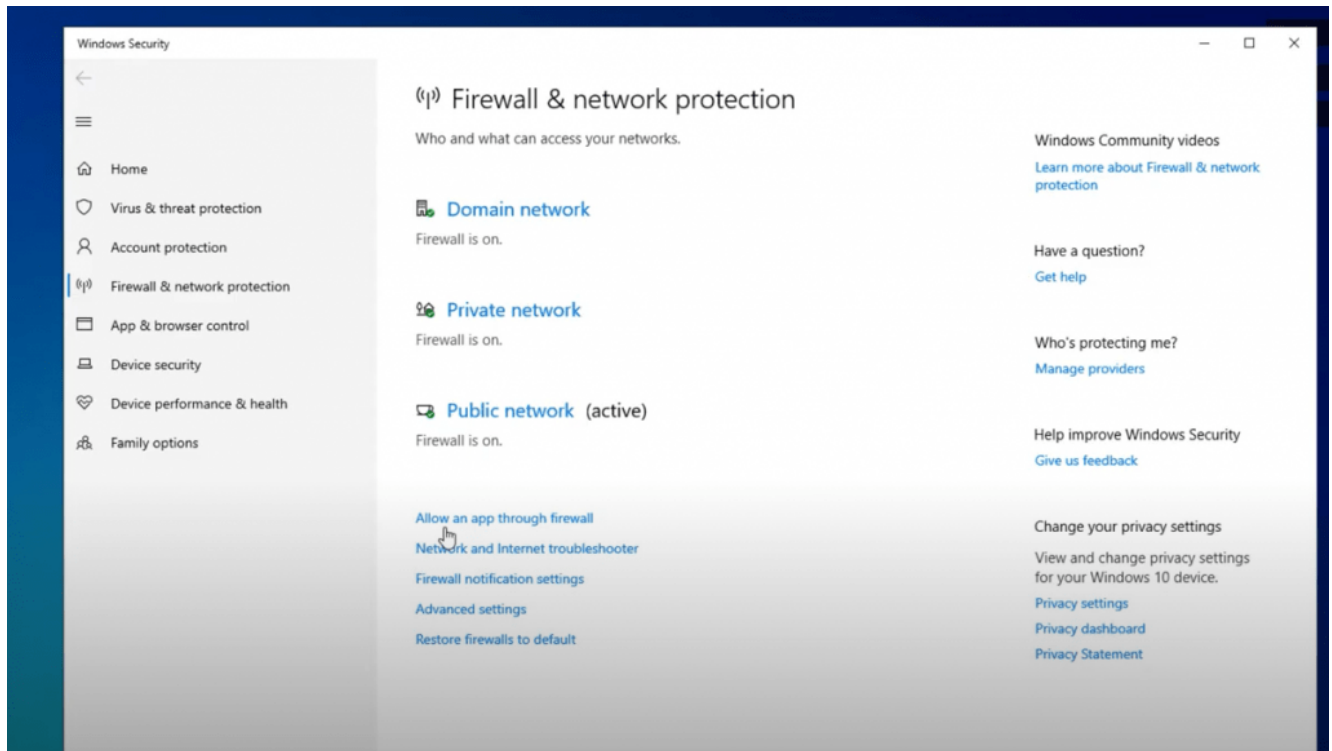 Windows Security
Home
Virus & threat protection
Account protection
Firewall & network protection
App & browser control
Device security
Device performance & health
Family options
Firewall & network protection
Who and what can access your networks.
Domain network
Firewall is on.
Private network
Firewall is on.
Public network (active)
Firewall is on.
Allow an app through firewall
Network and Internet troubleshooter
Firewall notification settings
Advanced settings
Restore firewalls to default
Windows Community videos
Learn more about Firewall & network
protection
Have a question?
Get help
Who's protecting me?
Manage providers
Help improve Windows Security
Give us feedback
Change your privacy settings
View and change privacy settings
for your Windows 10 device.
Privacy settings
Privacy dashboard
Privacy Statement